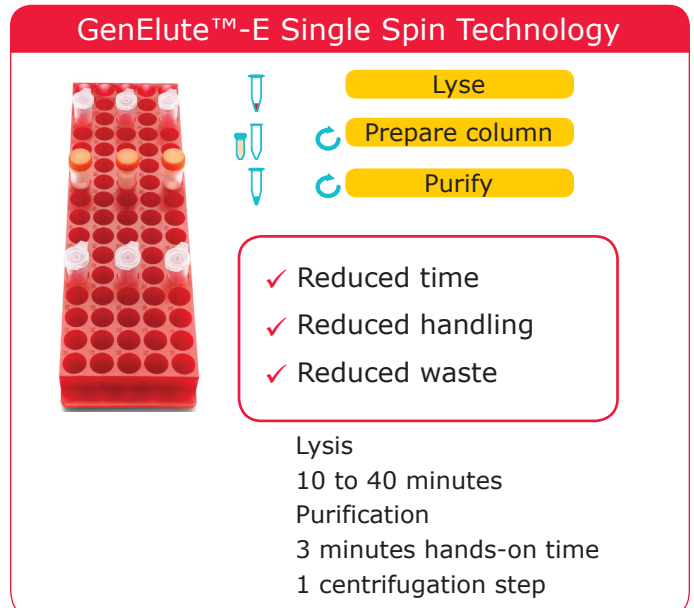 GenElute™-E Single Spin Technology
Lyse
Prepare column
Purify
✓ Reduced time
✓ Reduced handling
✓ Reduced waste
Lysis
10 to 40 minutes
Purification
3 minutes hands-on time
1 centrifugation step